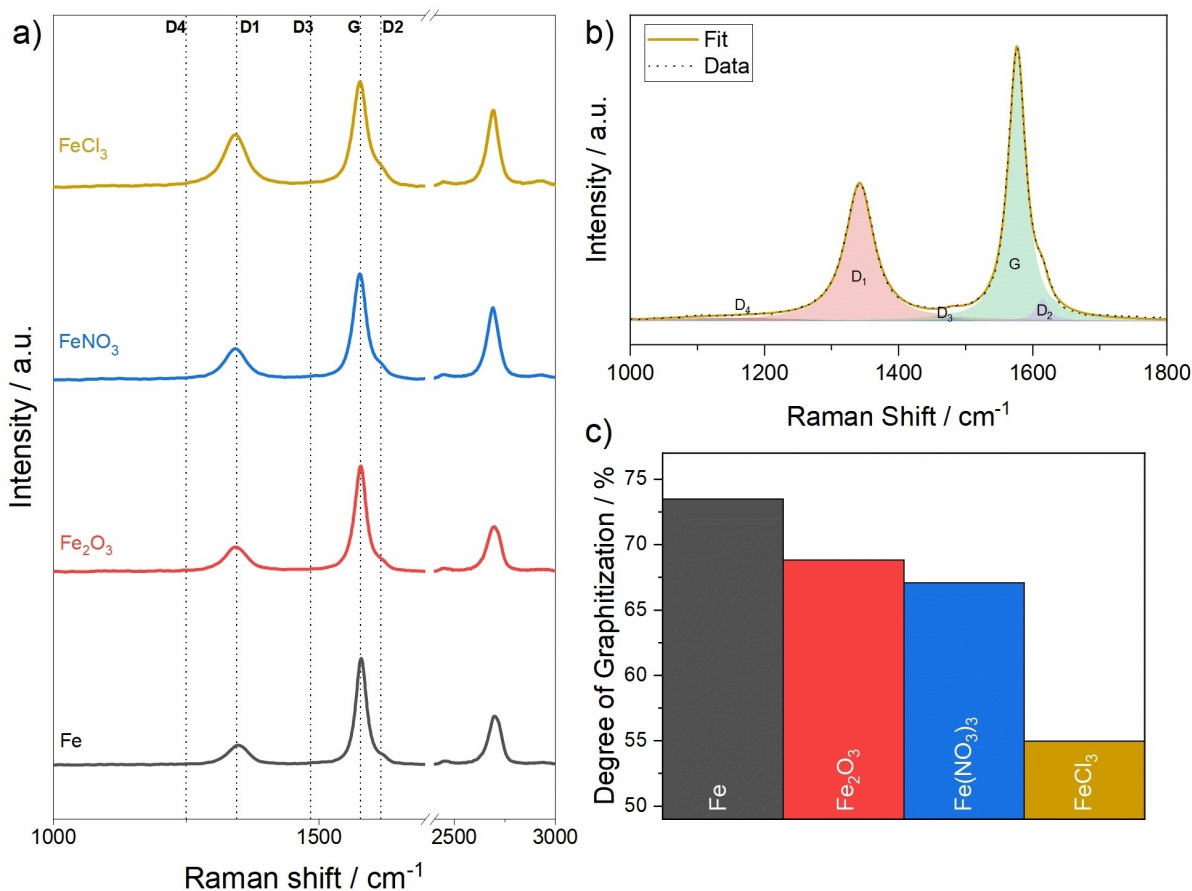 a)
D4 D1 D3 G D2
FeCl₃
FeNO₃
Fe₂O₃
Fe
Intensity / a.u.
1000 1500 2500 3000
Raman shift / cm⁻¹
b)
Fit
Data
D₄ D₁ D₃ G D₂
Intensity / a.u.
1000 1200 1400 1600 1800
Raman Shift / cm⁻¹
c)
75
70
65
60
55
50
Degree of Graphitization / %
Fe
Fe₂O₃
Fe(NO₃)₃
FeCl₃